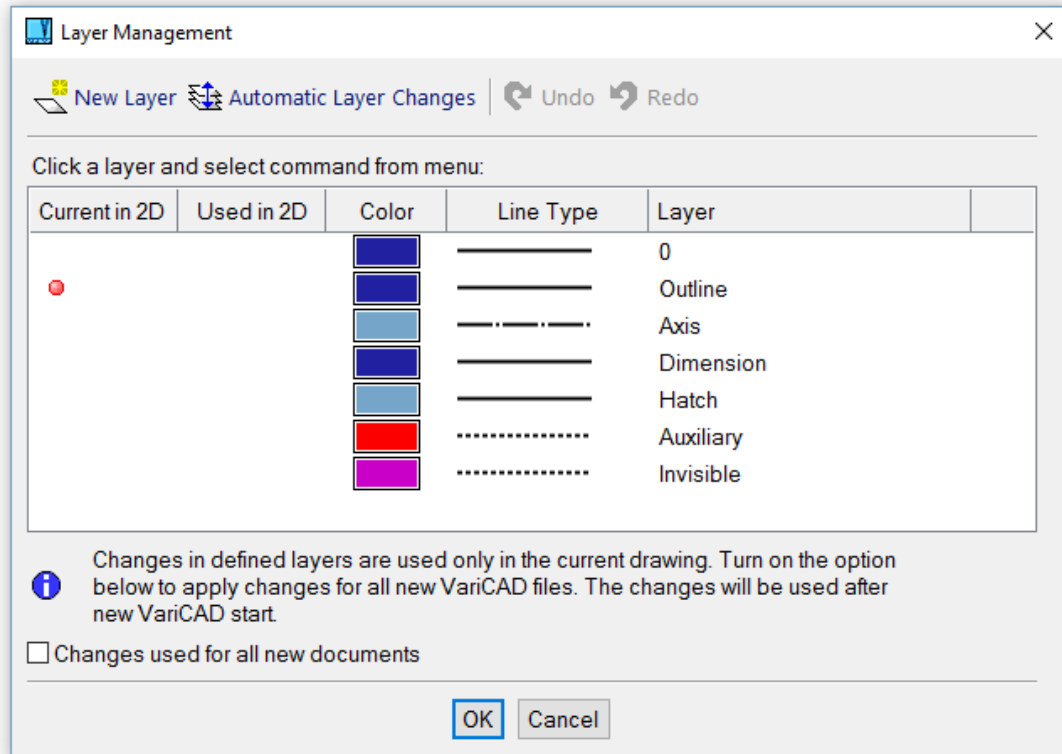 Layer Management
New Layer Automatic Layer Changes Undo Redo
Click a layer and select command from menu:
Current in 2D Used in 2D Color Line Type Layer
0
Outline
Axis
Dimension
Hatch
Auxiliary
Invisible
Changes in defined layers are used only in the current drawing. Turn on the option
below to apply changes for all new VariCAD files. The changes will be used after
new VariCAD start.
Changes used for all new documents
OK Cancel